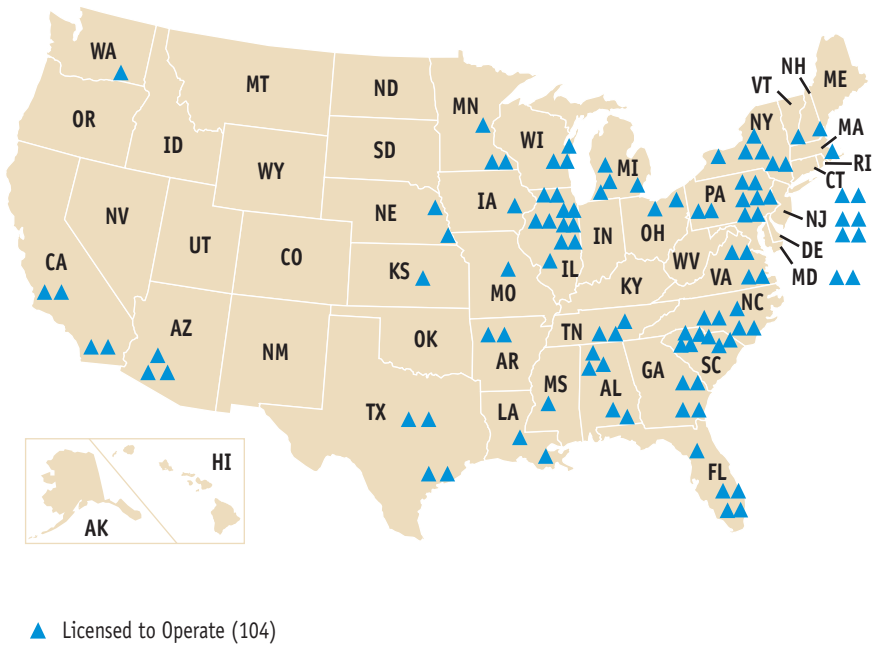 WA
MT
ND
MN
VT
NH
ME
OR
ID
SD
WI
NY
MA
WY
MI
RI
CT
NV
NE
IA
PA
NJ
UT
CO
IL
IN
OH
DE
CA
KS
MO
WV
VA
MD
KY
AZ
NM
OK
AR
TN
NC
SC
TX
LA
MS
AL
GA
HI
AK
FL
Licensed to Operate (104)